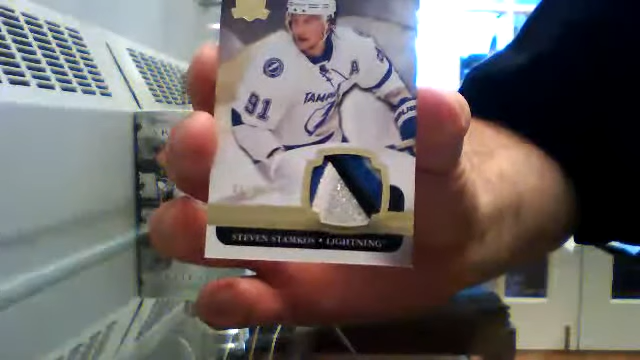 91
A
TAMPA
STEVEN STAMKOS • LIGHTNING